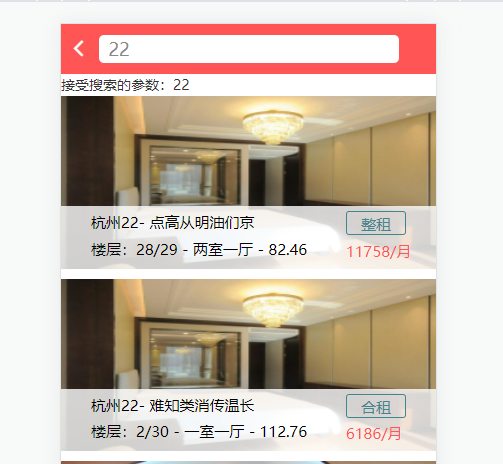 22
接受搜索的参数：22
杭州22- 点高从明油们京
整租
楼层：28/29 - 两室一厅 - 82.46
11758/月
杭州22- 难知类消传温长
合租
楼层：2/30 - 一室一厅 - 112.76
6186/月